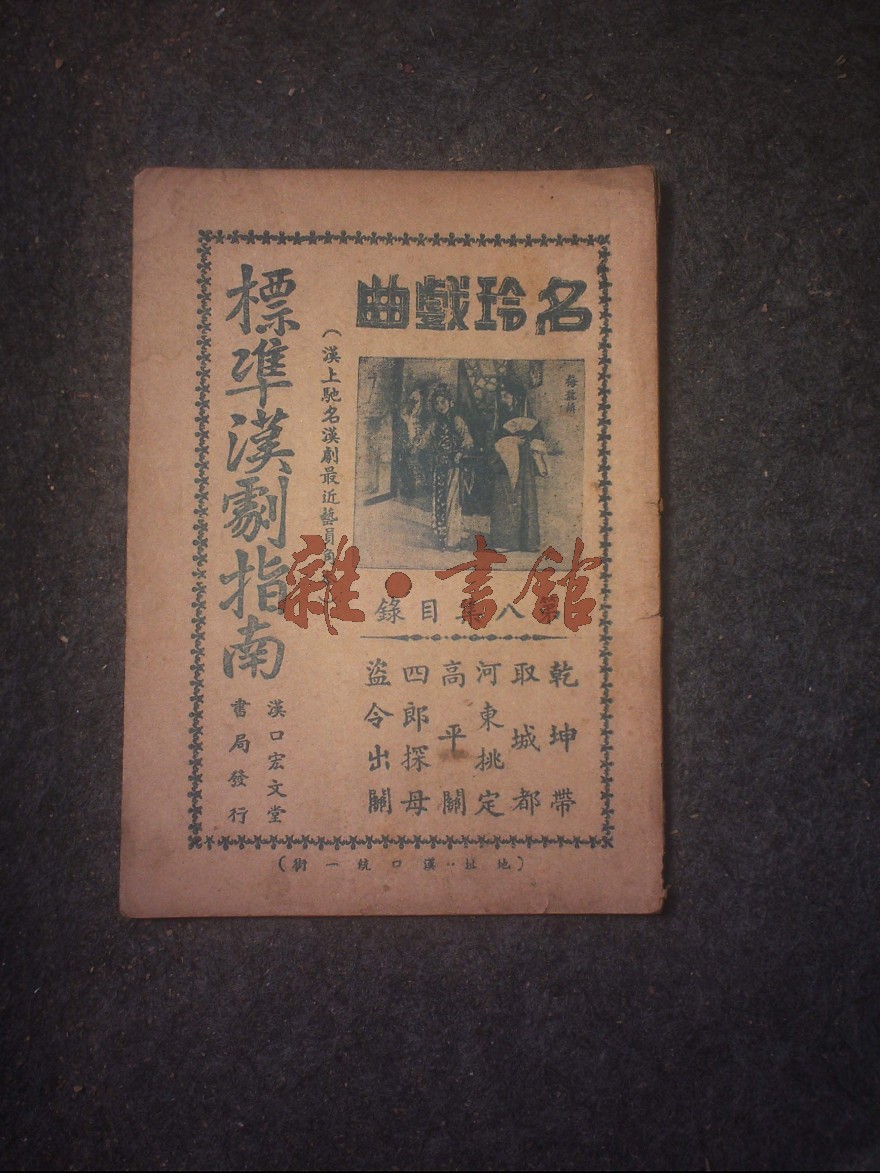 名玲戲曲
梅
標準漢劇指南
（漢上馳名漢劇最近藝員
第八集目錄
乾坤帶
取城都
河東挑定
高平關
四郎探母
盜令出關
漢口宏文堂
書局發行
（地址：漢口統一街）
雜·書館